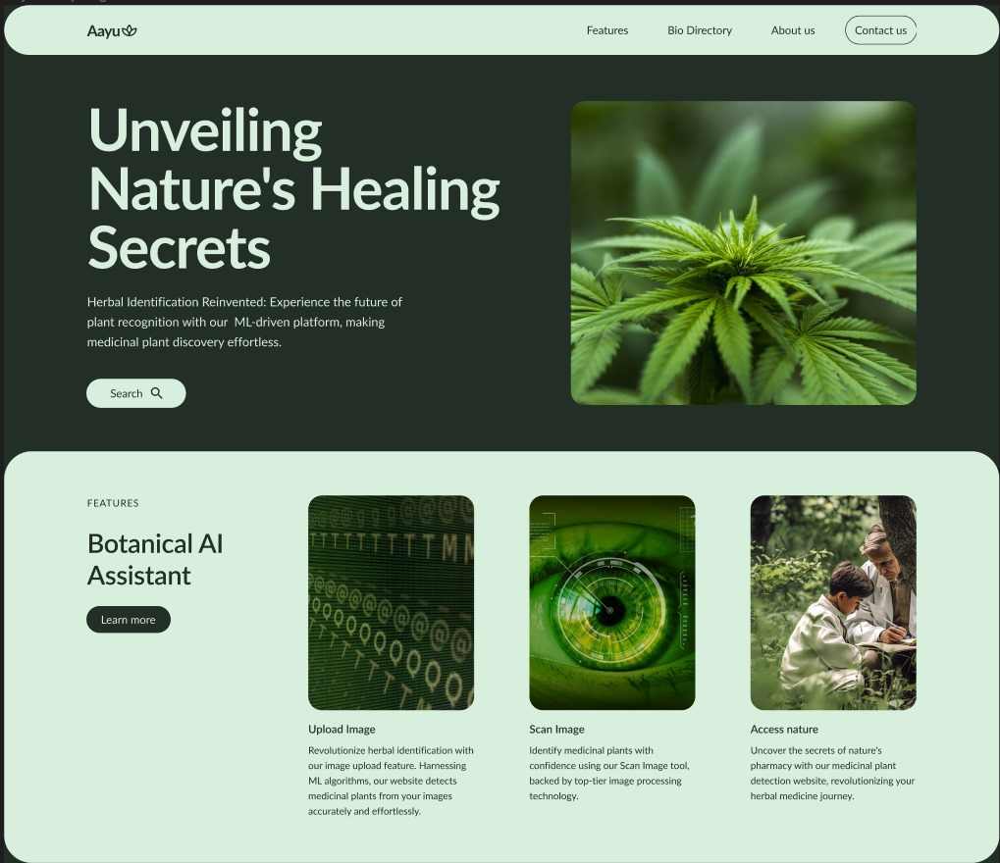 Aayu
Features
Bio Directory
About us
Contact us
Unveiling
Nature's Healing
Secrets
Herbal Identification Reinvented: Experience the future of
plant recognition with our ML-driven platform, making
medicinal plant discovery effortless.
Search
FEATURES
Botanical AI
Assistant
Learn more
Upload Image
Revolutionize herbal identification with
our image upload feature. Harnessing
ML algorithms, our website detects
medicinal plants from your images
accurately and effortlessly.
Scan Image
Identify medicinal plants with
confidence using our Scan Image tool,
backed by top-tier image processing
technology.
Access nature
Uncover the secrets of nature's
pharmacy with our medicinal plant
detection website, revolutionizing your
herbal medicine journey.